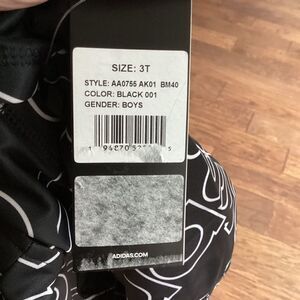 SIZE: 3T
STYLE: AA0755 AK01 BM40
COLOR: BLACK 001
GENDER: BOYS
ADIDAS.COM